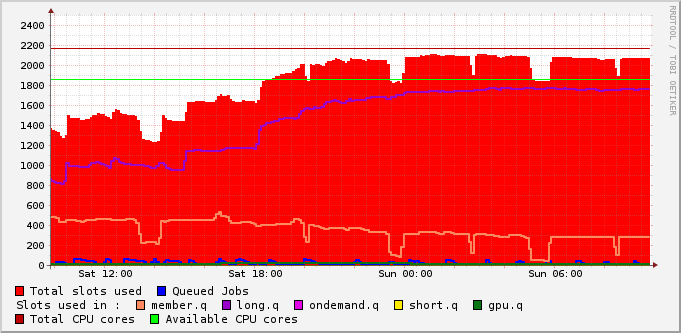 RRDTOOL / TOBI OETIKER
2400
2200
2000
1800
1600
1400
1200
1000
800
600
400
200
0
Sat 12:00 Sat 18:00 Sun 00:00 Sun 06:00
Total slots used Queued Jobs
Slots used in : member.q long.q ondemand.q short.q gpu.q
Total CPU cores Available CPU cores